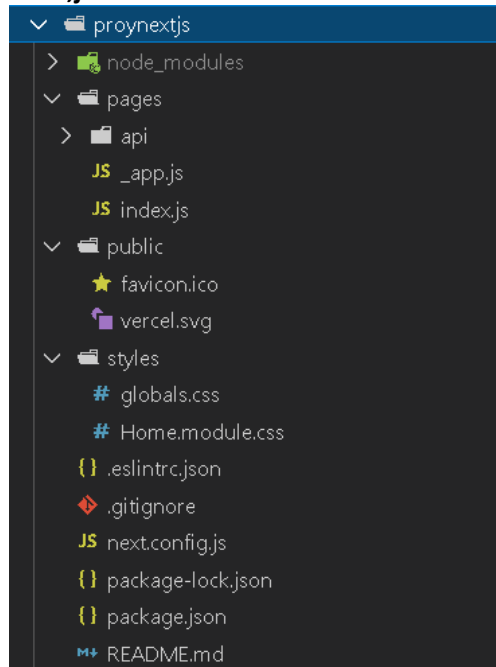 proynextjs
node_modules
pages
api
JS _app.js
JS index.js
public
favicon.ico
vercel.svg
styles
# globals.css
# Home.module.css
{} .eslintrc.json
.gitignore
JS next.config.js
{} package-lock.json
{} package.json
M+ README.md